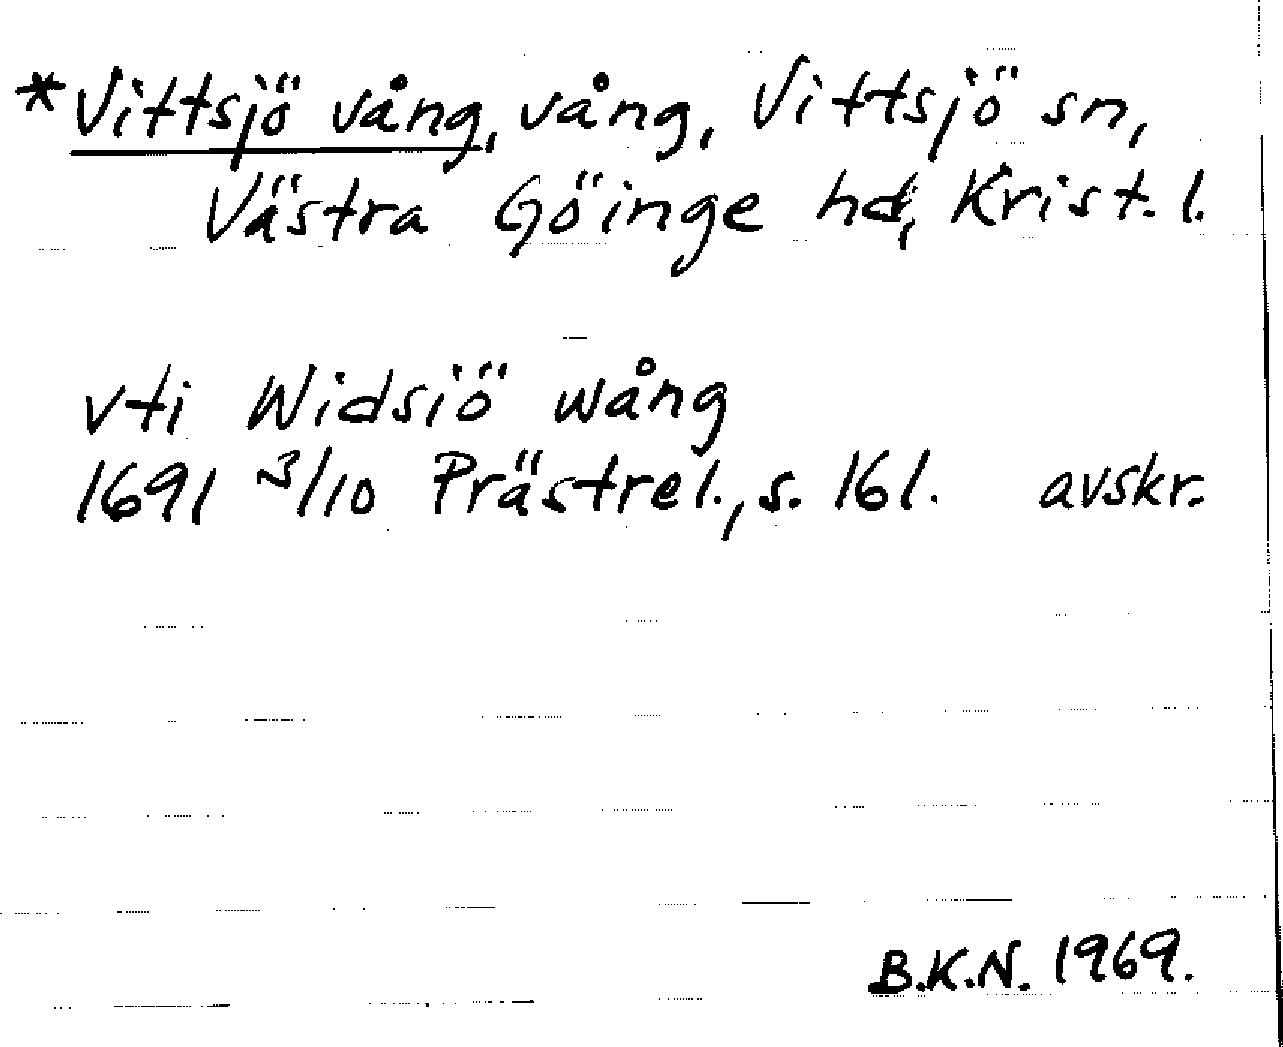 *Vittsjö vång, vång, Vittsjö sn,
Västra Göinge hd, Krist. l.
vti Widsiö wång
1691 3/10 Prästrel., s. 161. avskr.
B.K.N. 1969.